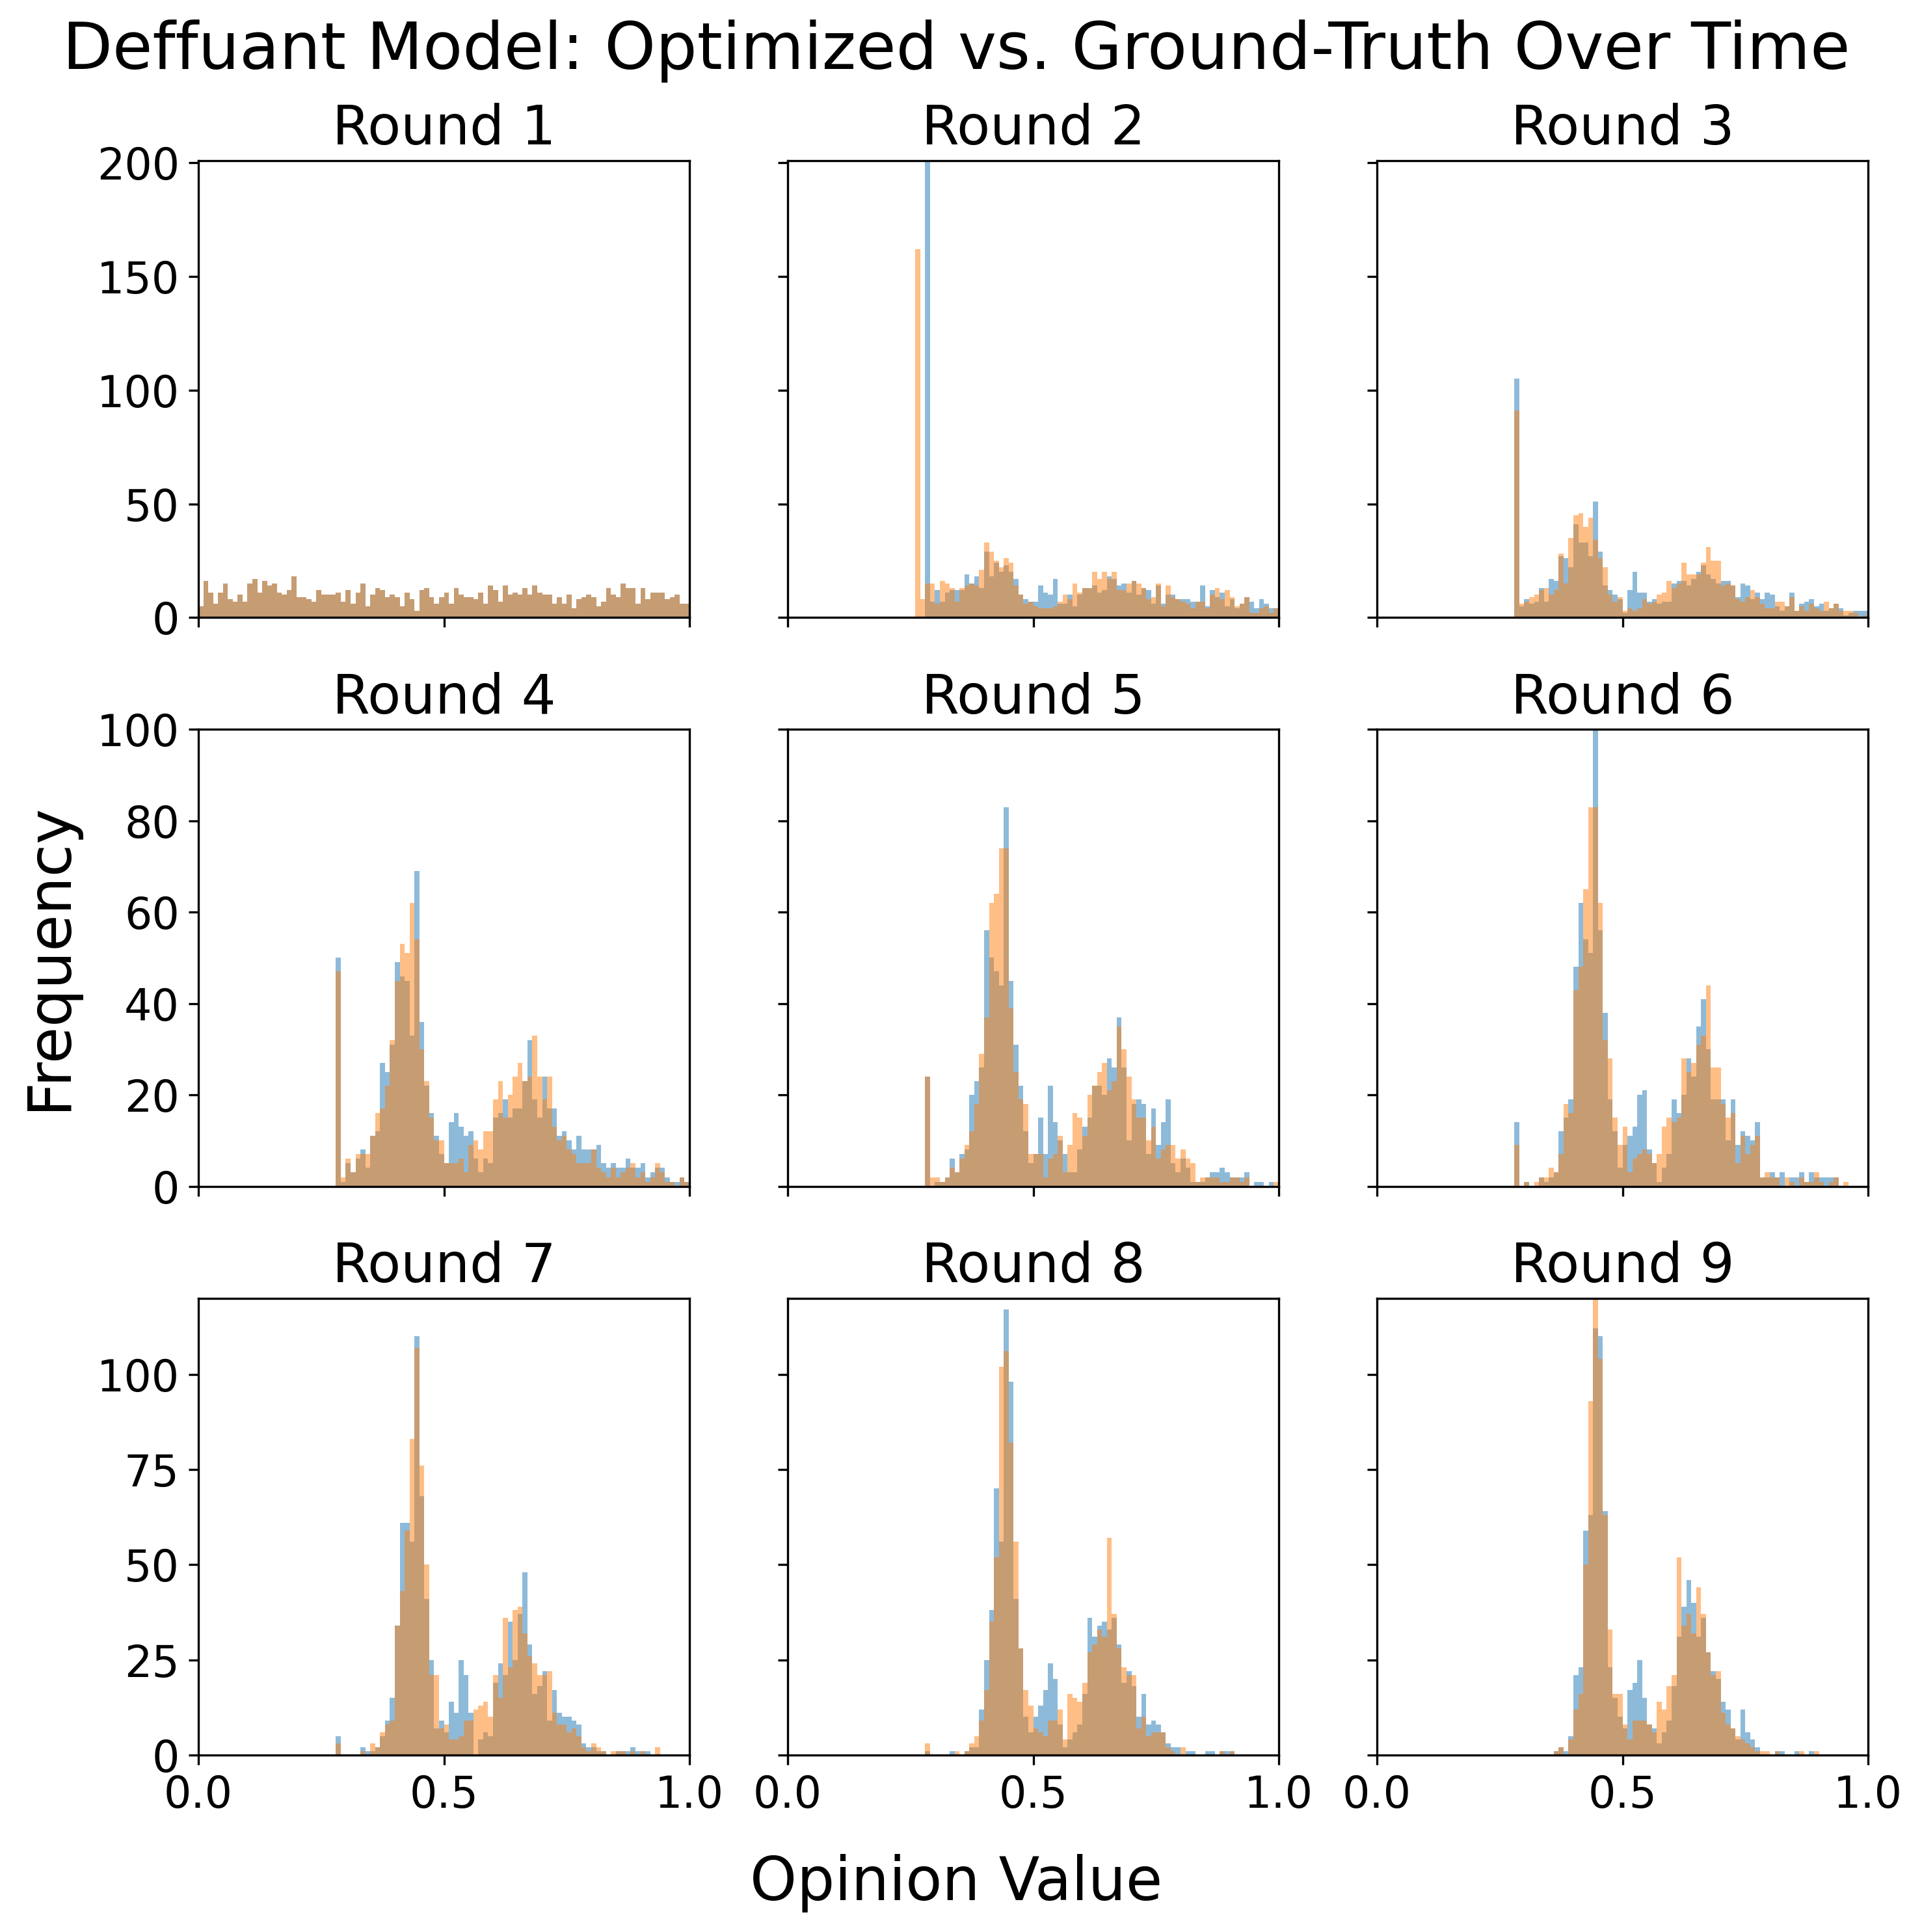 Deffuant Model: Optimized vs. Ground-Truth Over Time
Round 1
Round 2
Round 3
200
150
100
50
0
Round 4
Round 5
Round 6
100
80
60
40
20
0
Frequency
Round 7
Round 8
Round 9
100
75
50
25
0
0.0 0.5 1.0
0.0 0.5 1.0
0.0 0.5 1.0
Opinion Value